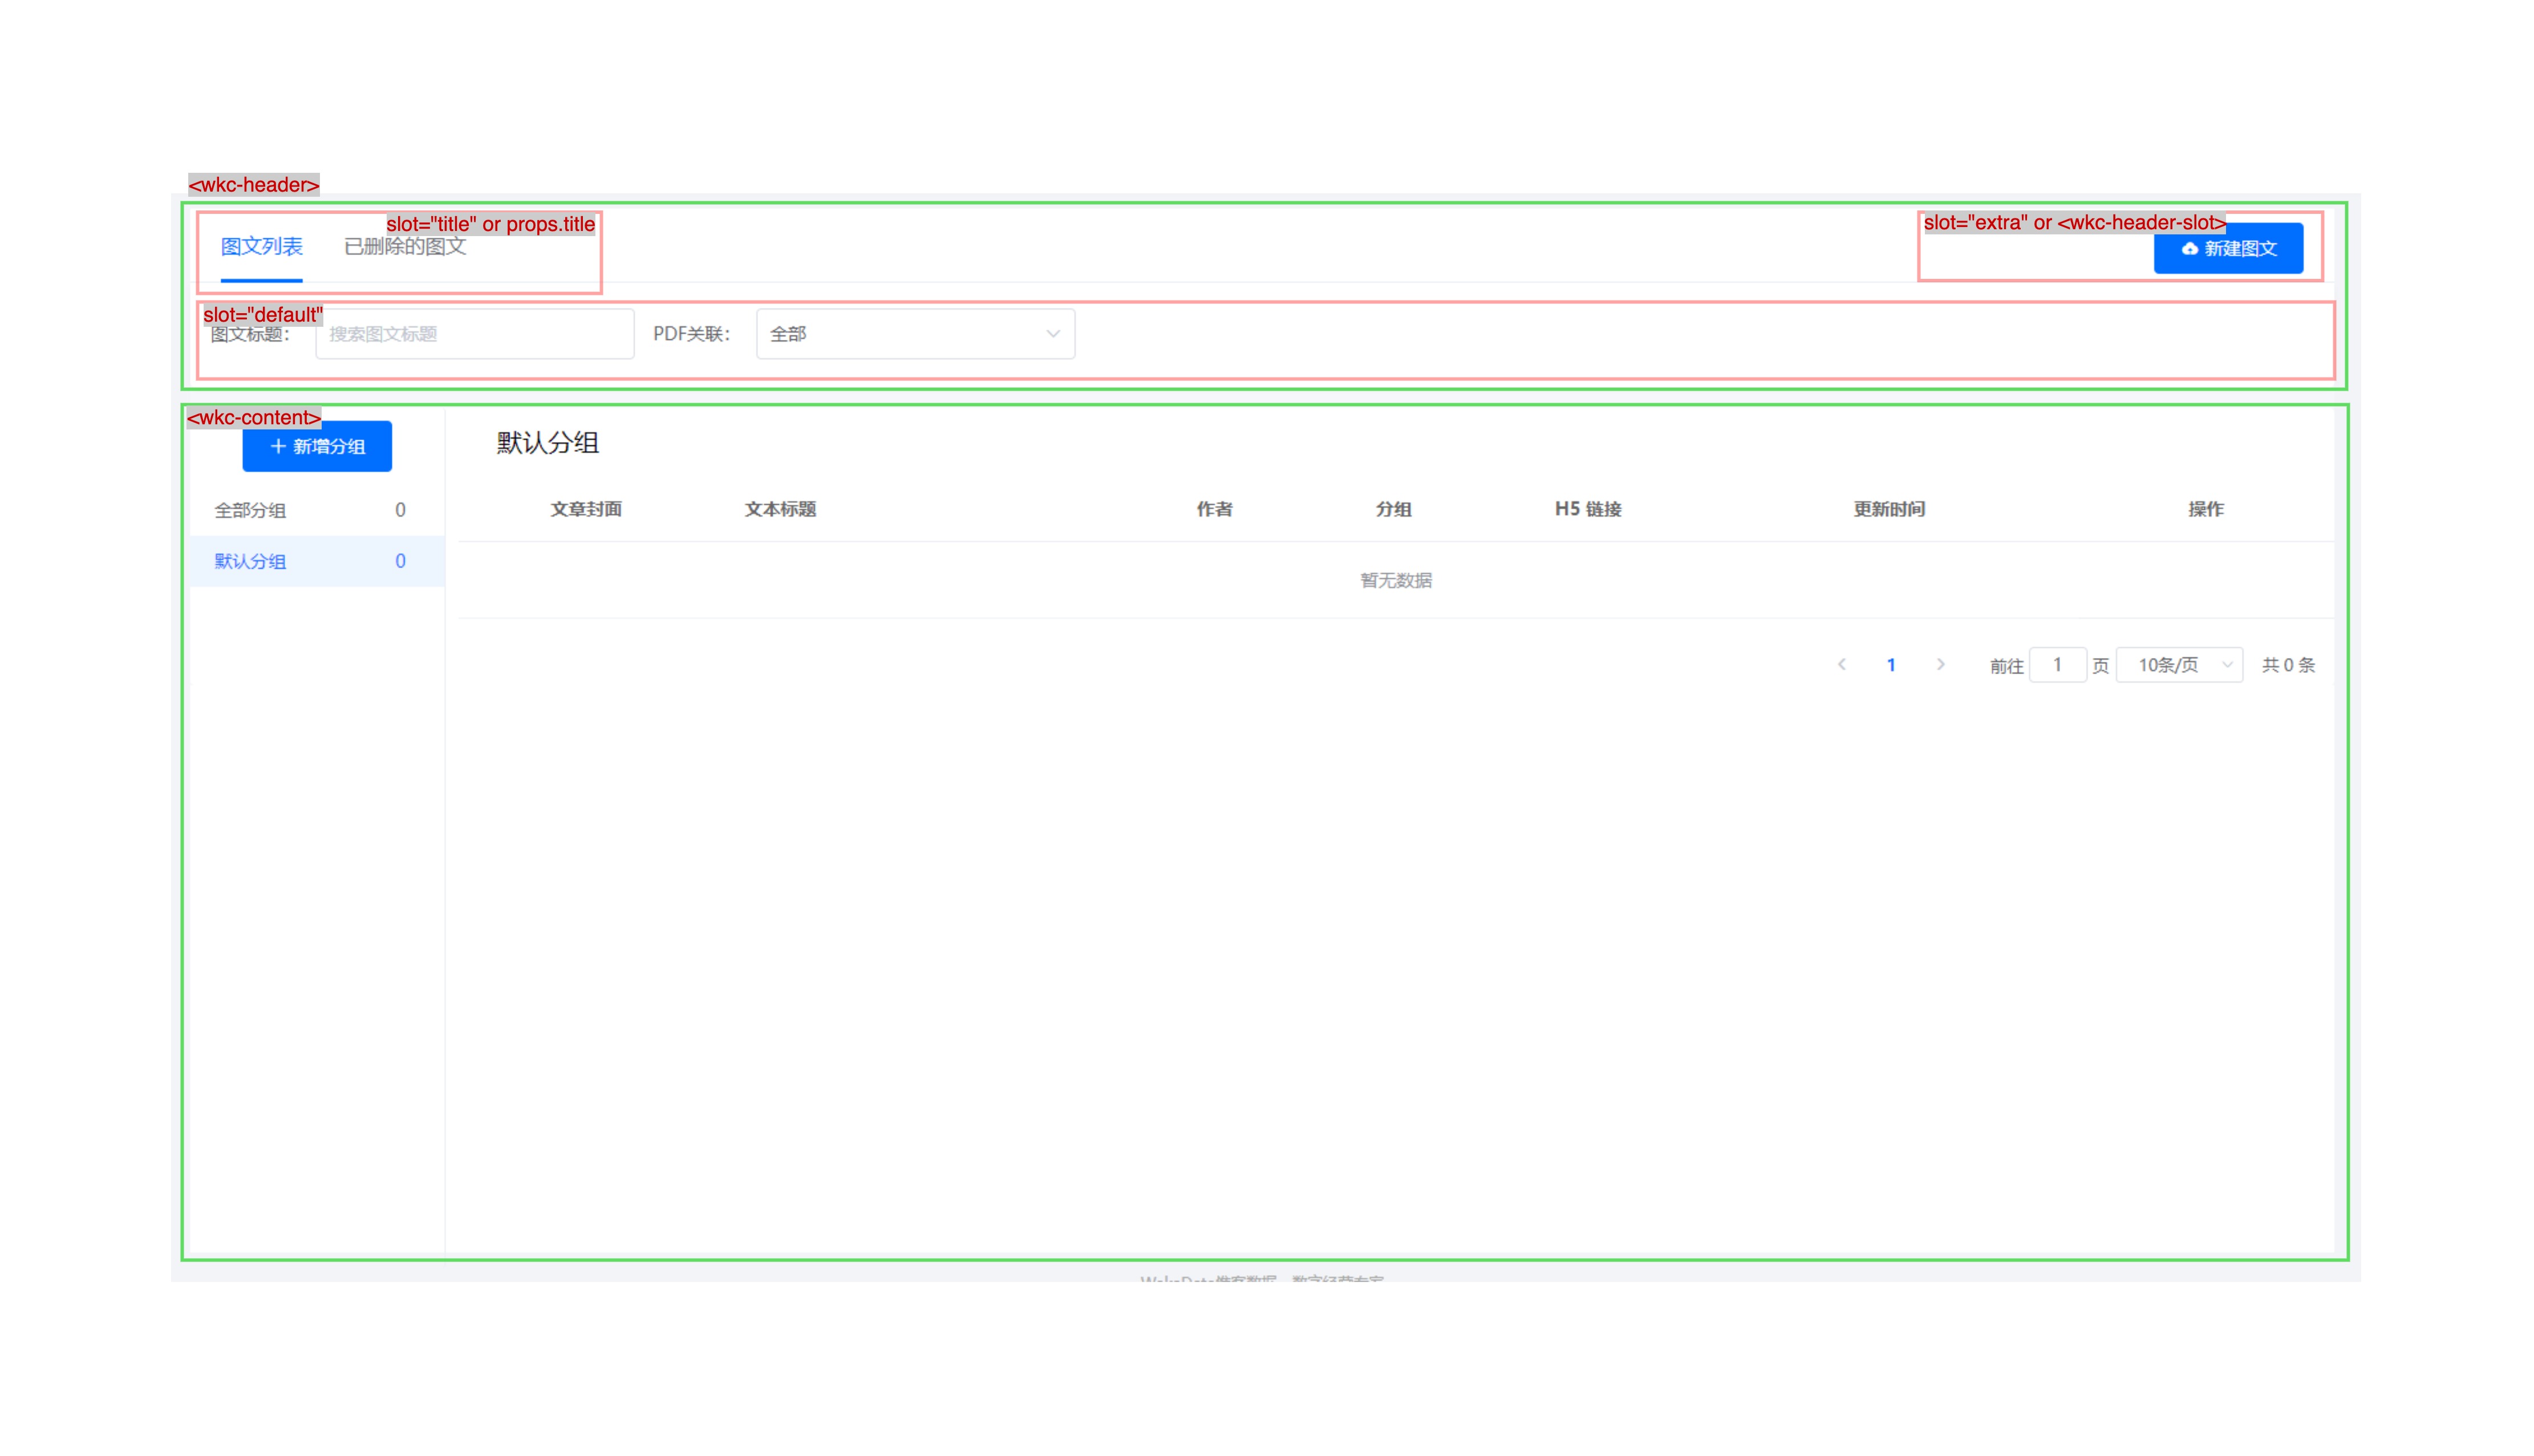 <wkc-header>
slot="title" or props.title
slot="extra" or <wkc-header-slot>
图文列表 已删除的图文 新建图文
slot="default"
图文标题： 搜索图文标题 PDF关联： 全部
<wkc-content>
+ 新增分组 默认分组
全部分组 0 文章封面 文本标题 作者 分组 H5 链接 更新时间 操作
默认分组 0
暂无数据
< 1 > 前往 1 页 10条/页 共 0 条